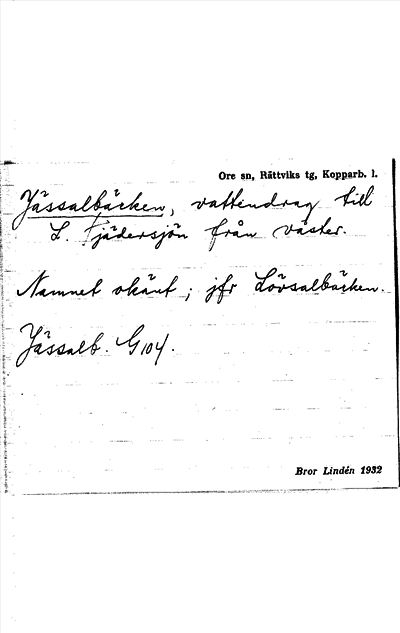 Ore sn, Rättviks tg, Kopparb. l.
Jässalbäcken, vattendrag till
L. Tjädersjön från väster.
Namnet okänt; jfr Lövsalbäcken.
Jässalb. G104.
Bror Lindén 1932